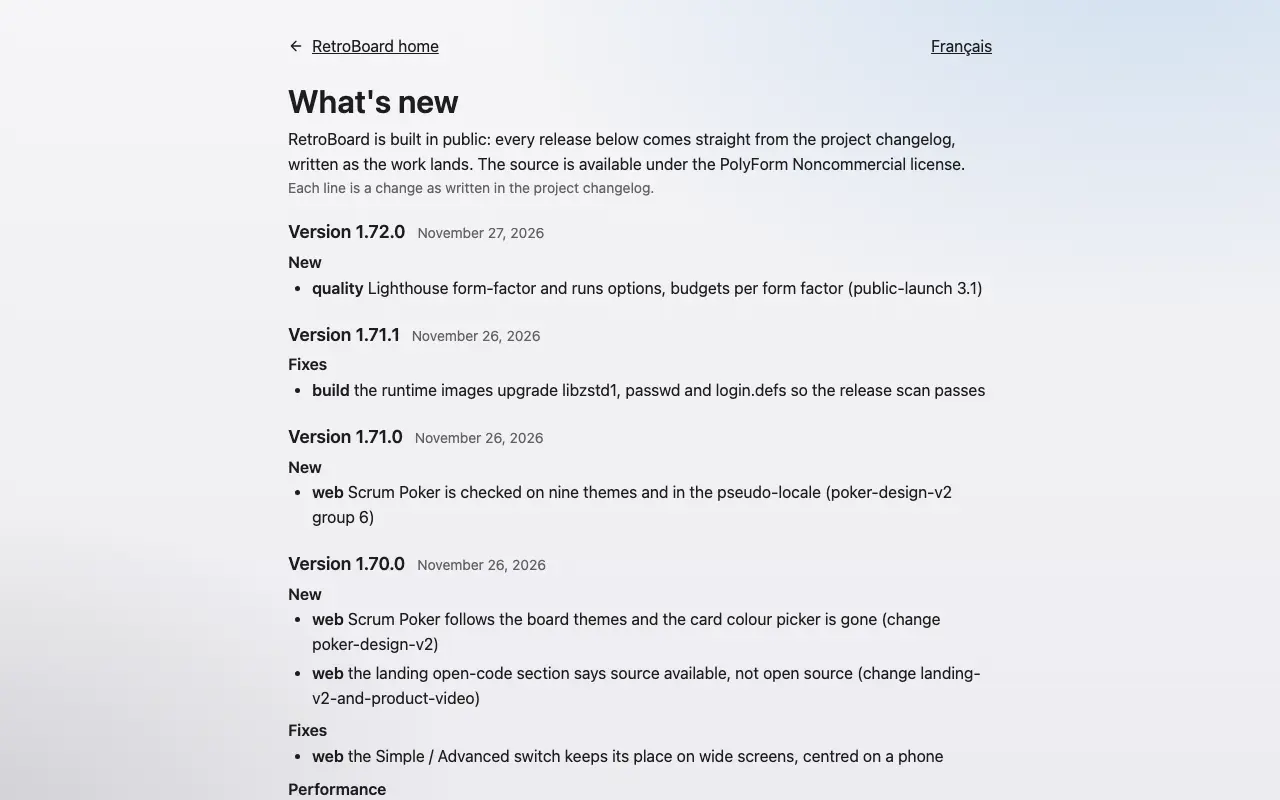 ← RetroBoard home
Français
What's new
RetroBoard is built in public: every release below comes straight from the project changelog,
written as the work lands. The source is available under the PolyForm Noncommercial license.
Each line is a change as written in the project changelog.
Version 1.72.0 November 27, 2026
New
• quality Lighthouse form-factor and runs options, budgets per form factor (public-launch 3.1)
Version 1.71.1 November 26, 2026
Fixes
• build the runtime images upgrade libzstd1, passwd and login.defs so the release scan passes
Version 1.71.0 November 26, 2026
New
• web Scrum Poker is checked on nine themes and in the pseudo-locale (poker-design-v2
group 6)
Version 1.70.0 November 26, 2026
New
• web Scrum Poker follows the board themes and the card colour picker is gone (change
poker-design-v2)
• web the landing open-code section says source available, not open source (change landing-
v2-and-product-video)
Fixes
• web the Simple / Advanced switch keeps its place on wide screens, centred on a phone
Performance